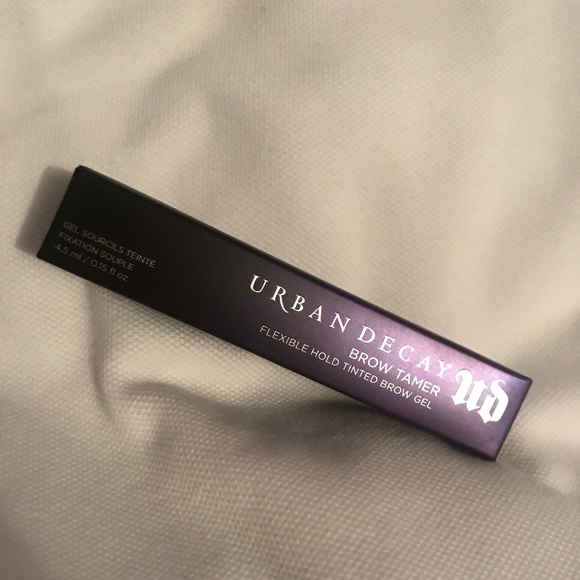 GEL SOURCILS TEINTÉ
FIXATION SOUPLE
4.5 ml / 0.15 fl oz
URBAN DECAY
BROW TAMER
FLEXIBLE HOLD TINTED BROW GEL
UD